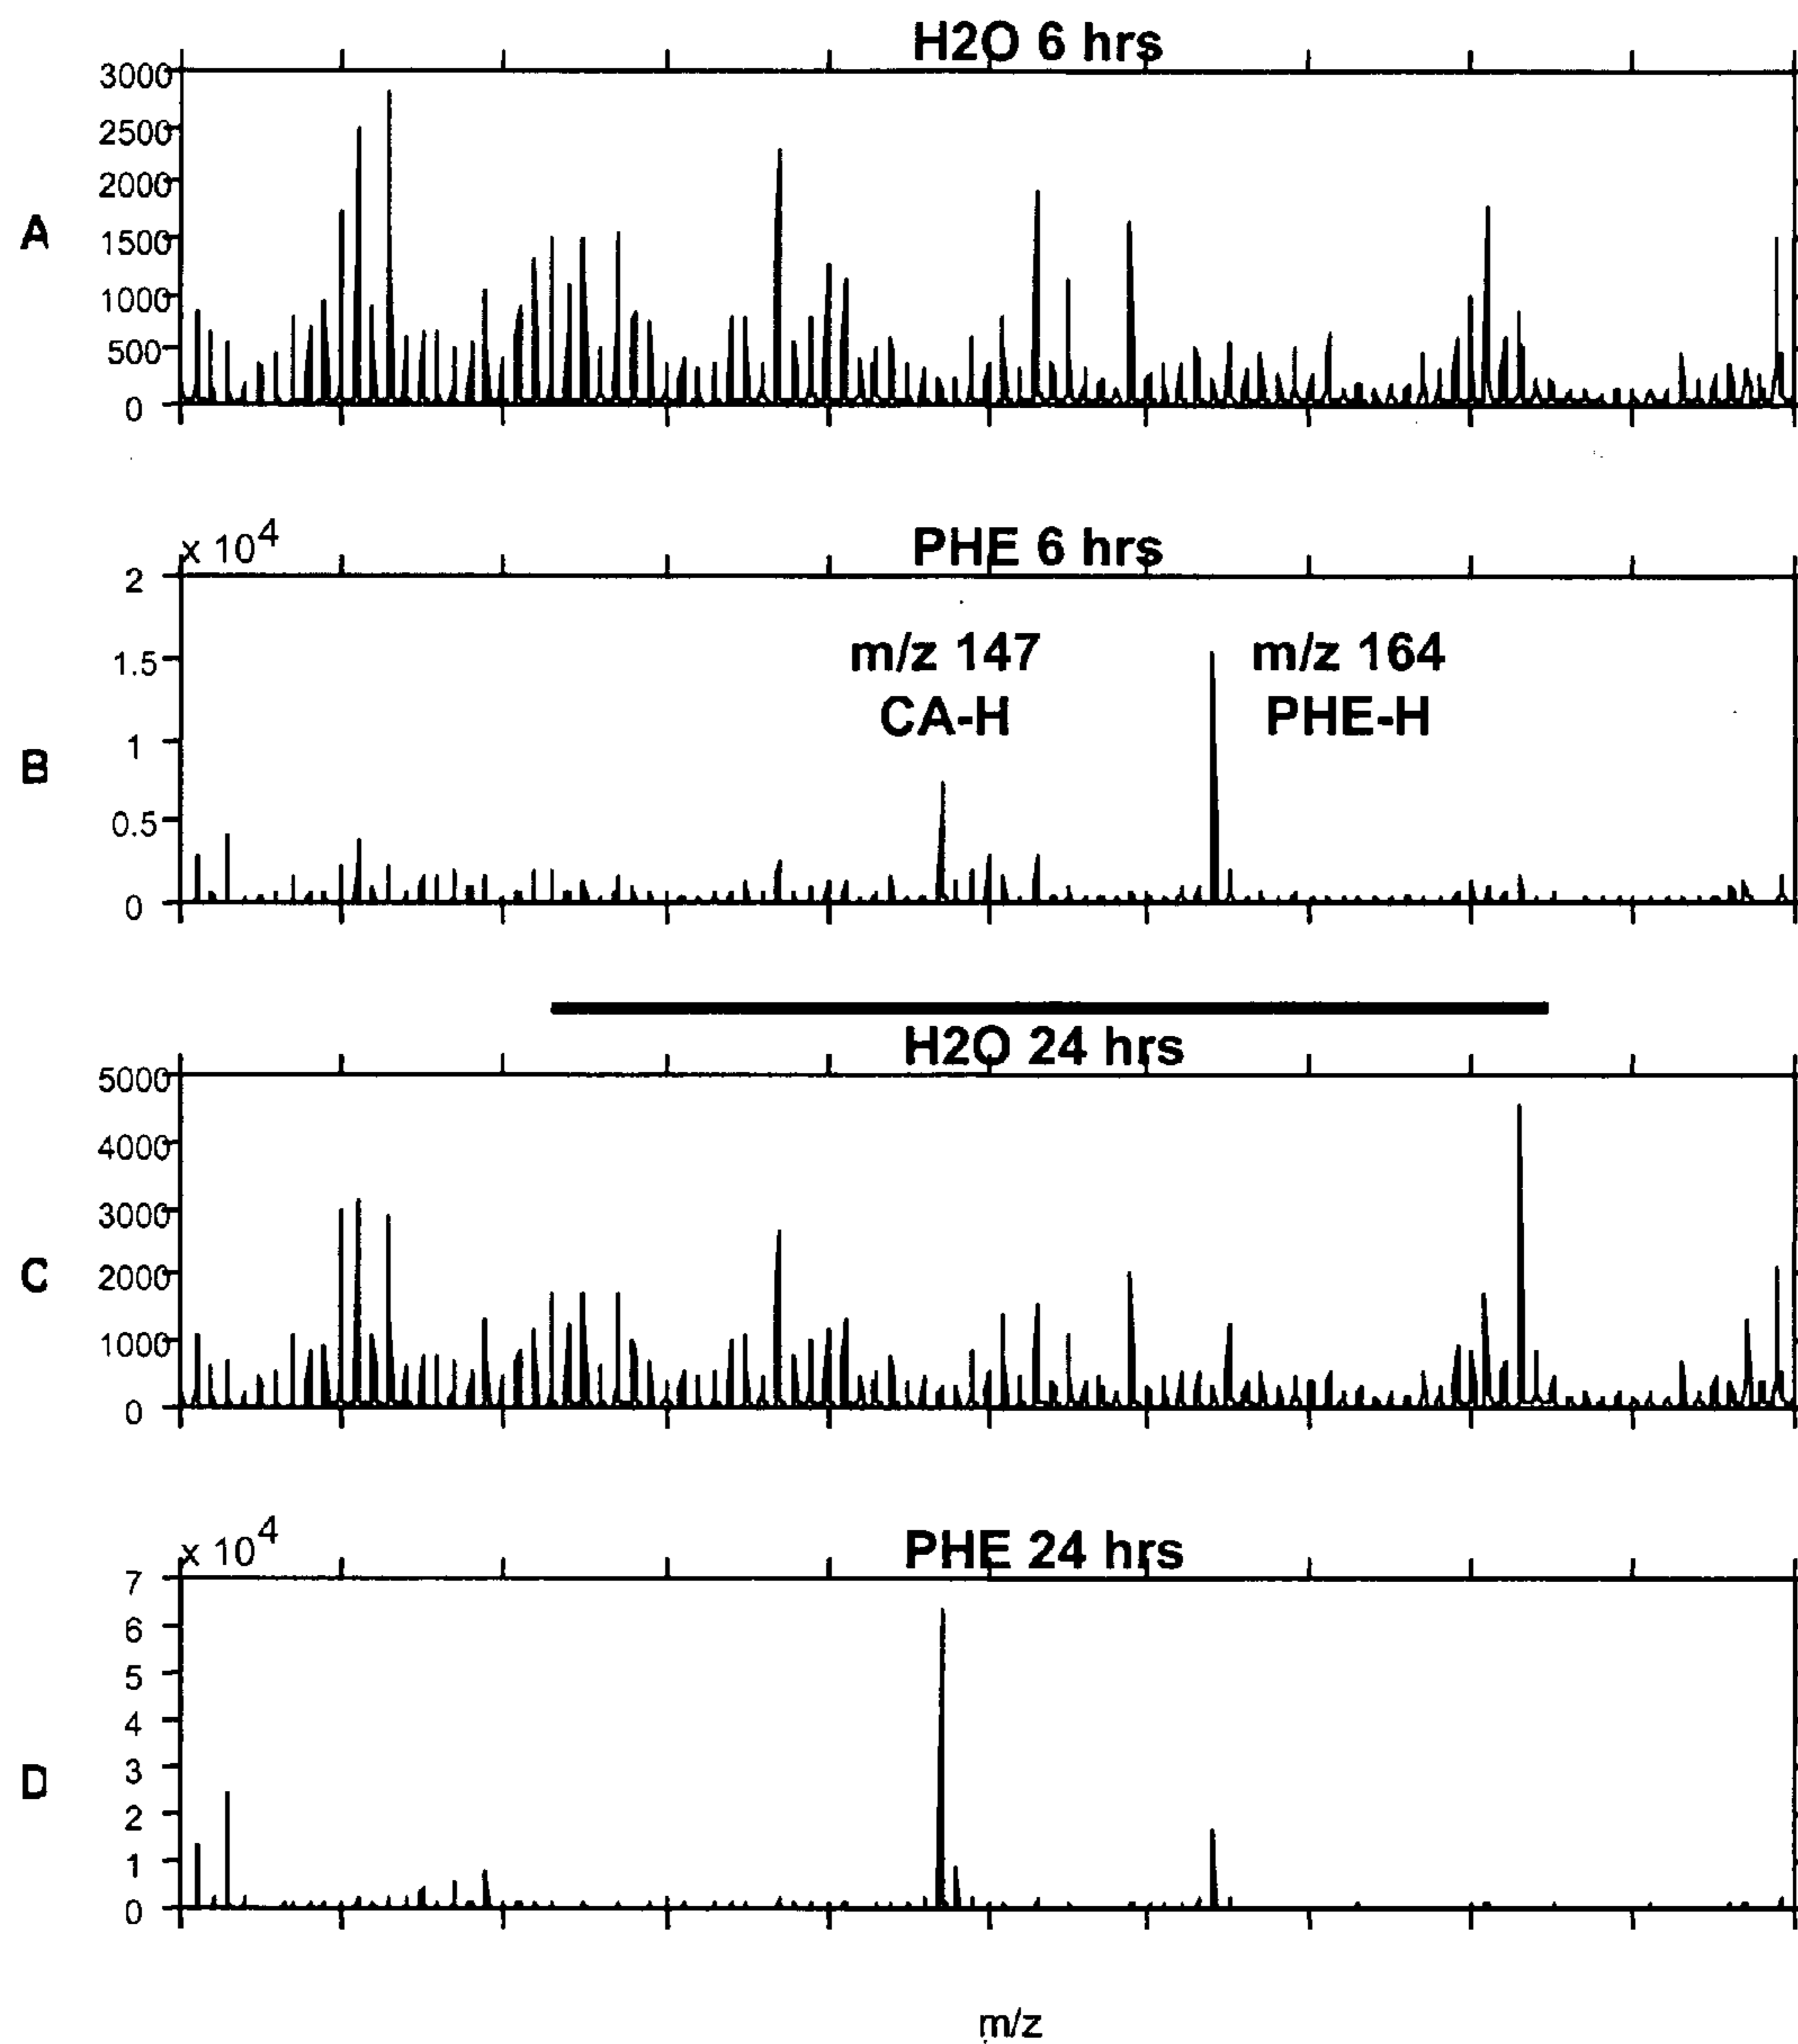 H2O 6 hrs
3000
2500
2000
1500
1000
500
0
A
x 10^4
PHE 6 hrs
2
1.5
1
0.5
0
m/z 147
CA-H
m/z 164
PHE-H
B
H2O 24 hrs
5000
4000
3000
2000
1000
0
C
x 10^4
PHE 24 hrs
7
6
5
4
3
2
1
0
D
m/z